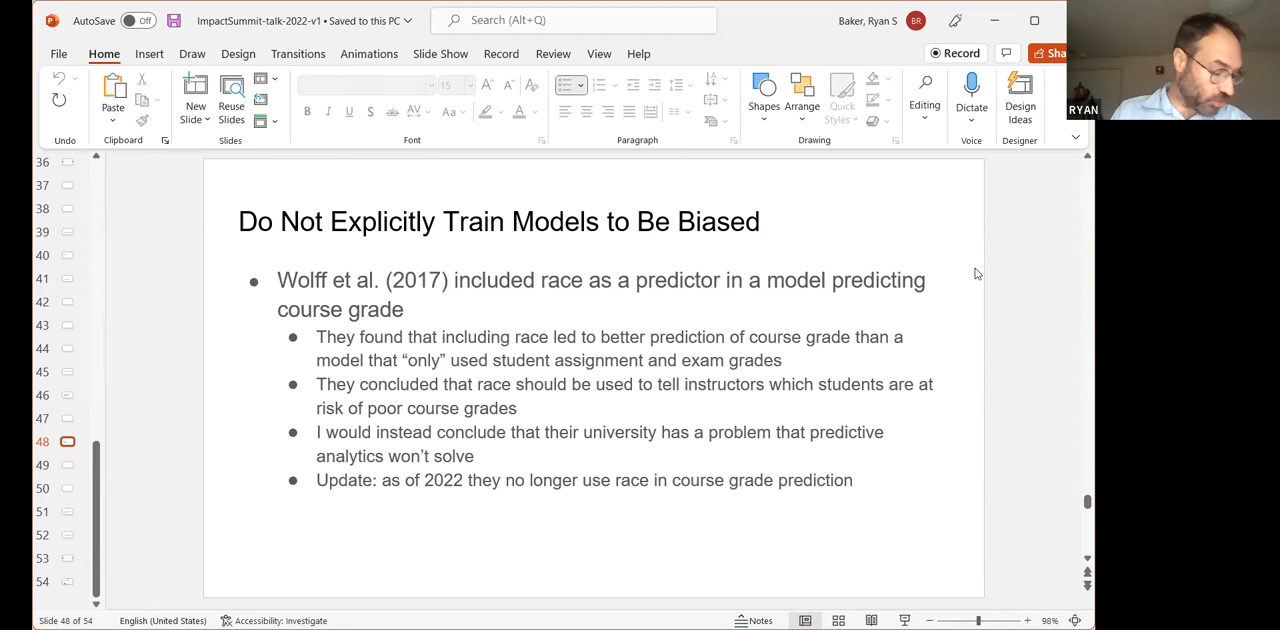 AutoSave Off ImpactSummit-talk-2022-v1 • Saved to this PC Search (Alt+Q) Baker, Ryan S BR
File Home Insert Draw Design Transitions Animations Slide Show Record Review View Help Record Sha
Paste New Slide Reuse Slides 15 Aa Shapes Arrange Quick Styles Editing Dictate Design Ideas
B I U S ab AV Aa A
Undo Clipboard Slides Font Paragraph Drawing Voice Designer
RYAN
36
37
38
39
40
41
42
43
44
45
46
47
48
49
50
51
52
53
54
Do Not Explicitly Train Models to Be Biased
● Wolff et al. (2017) included race as a predictor in a model predicting
course grade
● They found that including race led to better prediction of course grade than a
model that “only” used student assignment and exam grades
● They concluded that race should be used to tell instructors which students are at
risk of poor course grades
● I would instead conclude that their university has a problem that predictive
analytics won’t solve
● Update: as of 2022 they no longer use race in course grade prediction
Slide 48 of 54 English (United States) Accessibility: Investigate Notes 98%